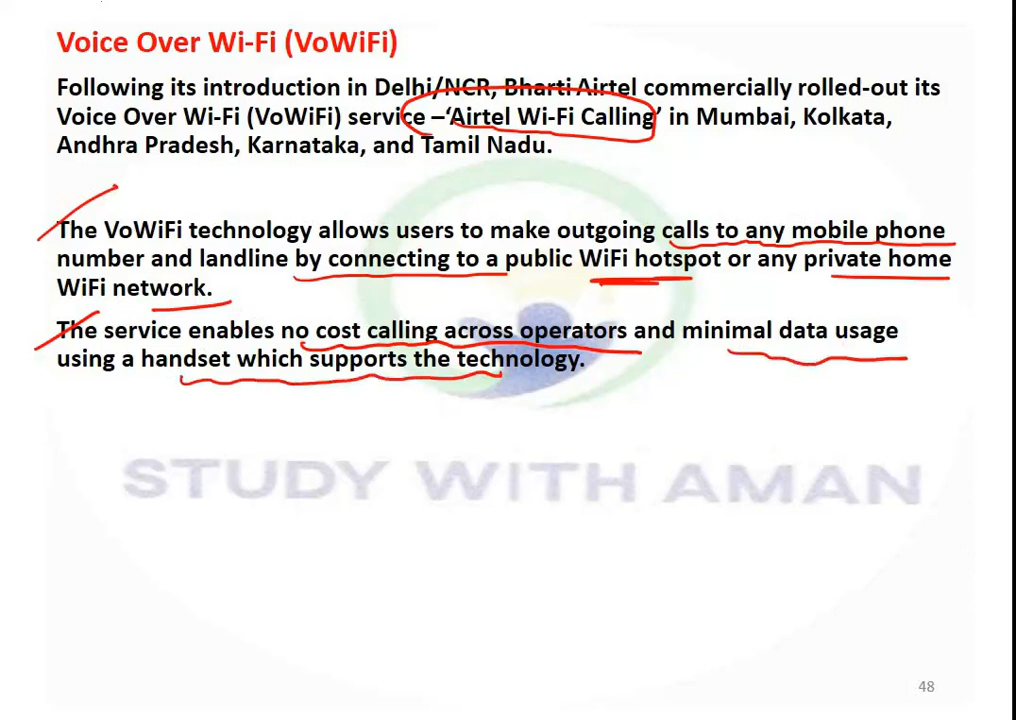 Voice Over Wi-Fi (VoWiFi)
Following its introduction in Delhi/NCR, Bharti Airtel commercially rolled-out its
Voice Over Wi-Fi (VoWiFi) service –‘Airtel Wi-Fi Calling’ in Mumbai, Kolkata,
Andhra Pradesh, Karnataka, and Tamil Nadu.
The VoWiFi technology allows users to make outgoing calls to any mobile phone
number and landline by connecting to a public WiFi hotspot or any private home
WiFi network.
The service enables no cost calling across operators and minimal data usage
using a handset which supports the technology.
STUDY WITH AMAN
48